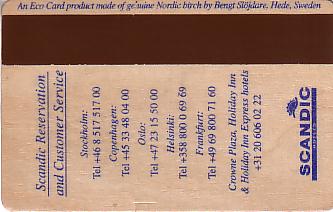 An Eco Card product made of genuine Nordic birch by Bengt Slöjdare, Hede, Sweden
Scandic Reservation
and Customer Service
Stockholm:
Tel +46 8 517 517 00
Copenhagen:
Tel +45 33 48 04 00
Oslo:
Tel +47 23 15 50 00
Helsinki:
Tel +358 800 0 69 69
Frankfurt:
Tel +49 69 800 71 60
Crowne Plaza, Holiday Inn
& Holiday Inn Express hotels
+31 20 606 02 22
SCANDIC
HOTELS